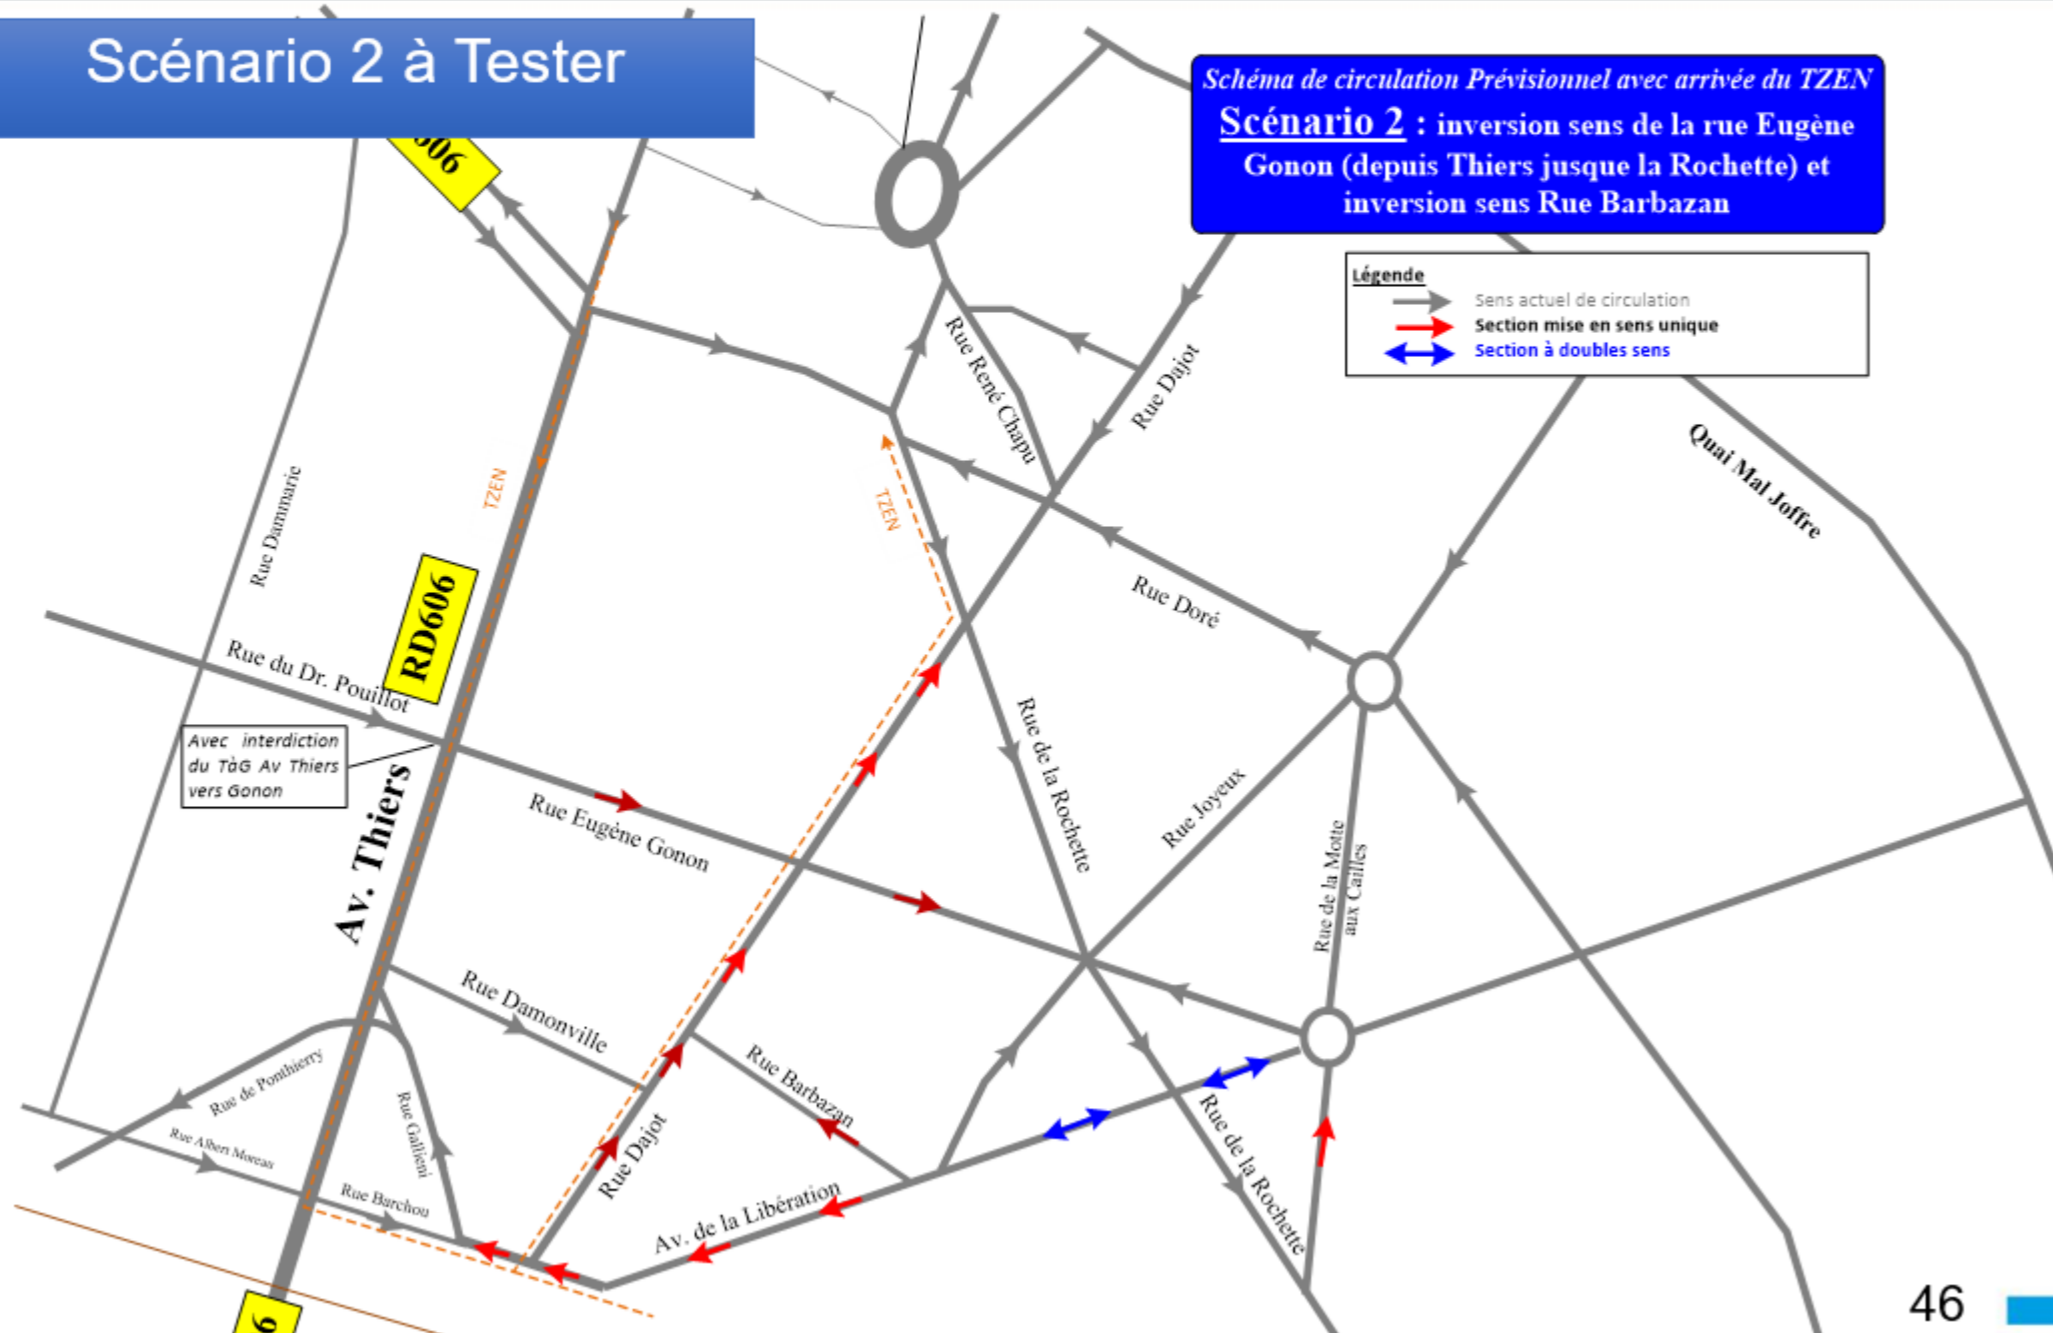 Scénario 2 à Tester
Schéma de circulation Prévisionnel avec arrivée du TZEN
Scénario 2 : inversion sens de la rue Eugène
Gonon (depuis Thiers jusque la Rochette) et
inversion sens Rue Barbazan
Légende
Sens actuel de circulation
Section mise en sens unique
Section à doubles sens
Rue René Chapu
Rue Dajot
Quai Mal Joffre
Rue Dammarie
TZEN
TZEN
RD606
Rue Doré
Rue du Dr. Pouillot
Avec interdiction
du TàG Av Thiers
vers Gonon
Av. Thiers
Rue Eugène Gonon
Rue de la Rochette
Rue Joyeux
Rue de la Motte
aux Cailles
Rue Damonville
Rue de Ponthierry
Rue Gallieni
Rue Barbazan
Rue Albert Moreau
Rue Barchou
Rue Dajot
Av. de la Libération
Rue de la Rochette
46